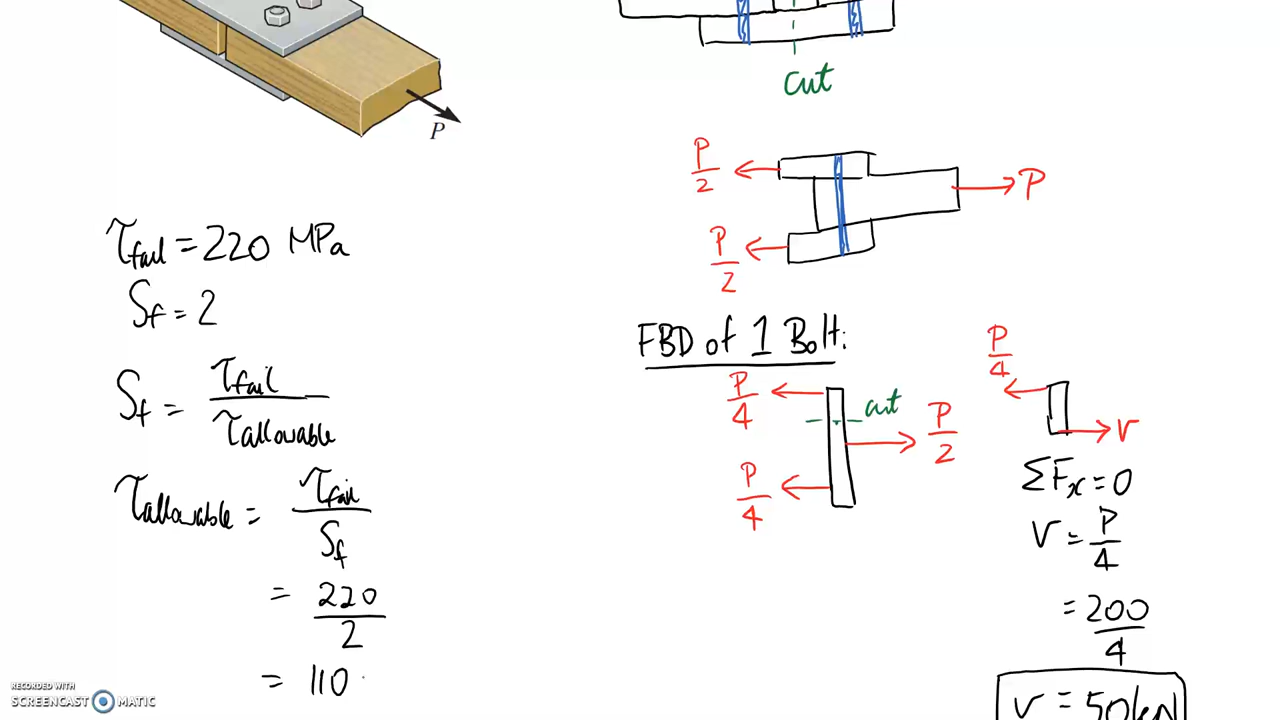 P
τfail = 220 MPa
Sf = 2
Sf = τfail / τallowable
τallowable = τfail / Sf
= 220 / 2
= 110
RECORDED WITH
SCREENCAST MATIC
cut
P/2
P
P/2
FBD of 1 Bolt:
P/4
cut
P/2
P/4
P/4
V
ΣFx = 0
V = P/4
= 200/4
V = 50kN